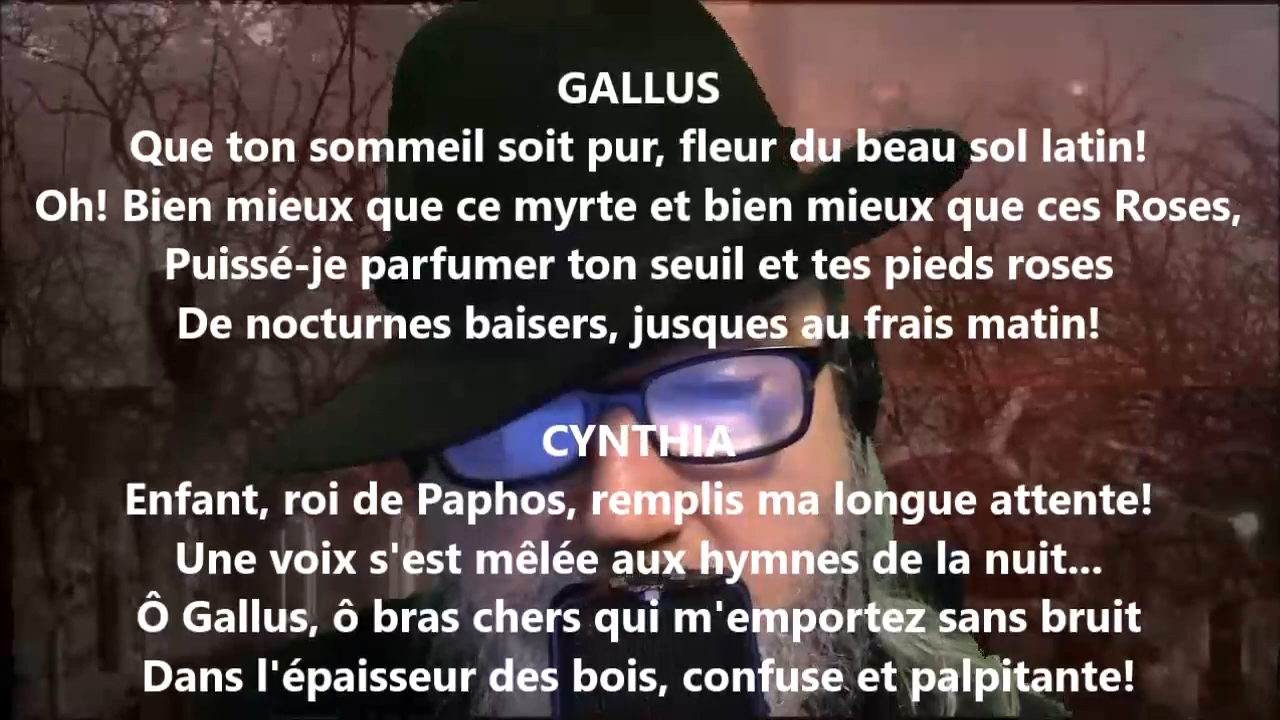 GALLUS
Que ton sommeil soit pur, fleur du beau sol latin!
Oh! Bien mieux que ce myrte et bien mieux que ces Roses,
Puissé-je parfumer ton seuil et tes pieds roses
De nocturnes baisers, jusques au frais matin!
CYNTHIA
Enfant, roi de Paphos, remplis ma longue attente!
Une voix s'est mêlée aux hymnes de la nuit...
Ô Gallus, ô bras chers qui m'emportez sans bruit
Dans l'épaisseur des bois, confuse et palpitante!